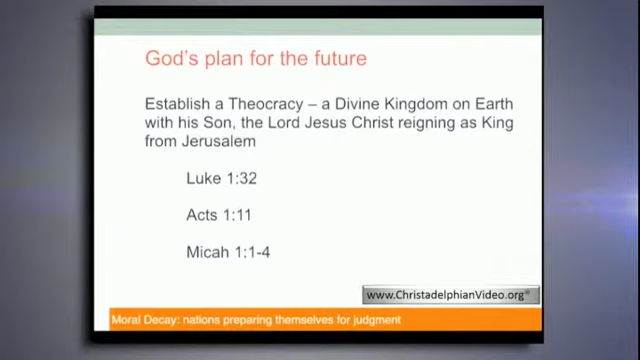 God's plan for the future
Establish a Theocracy – a Divine Kingdom on Earth
with his Son, the Lord Jesus Christ reigning as King
from Jerusalem
Luke 1:32
Acts 1:11
Micah 1:1-4
www.ChristadelphianVideo.org
Moral Decay: nations preparing themselves for judgment